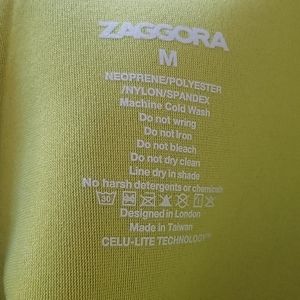 ZAGGORA
M
NEOPRENE/POLYESTER
/NYLON/SPANDEX
Machine Cold Wash
Do not wring
Do not Iron
Do not bleach
Do not dry clean
Line dry in shade
No harsh detergents or chemicals
30
Designed in London
Made in Taiwan
CELU-LITE TECHNOLOGY™